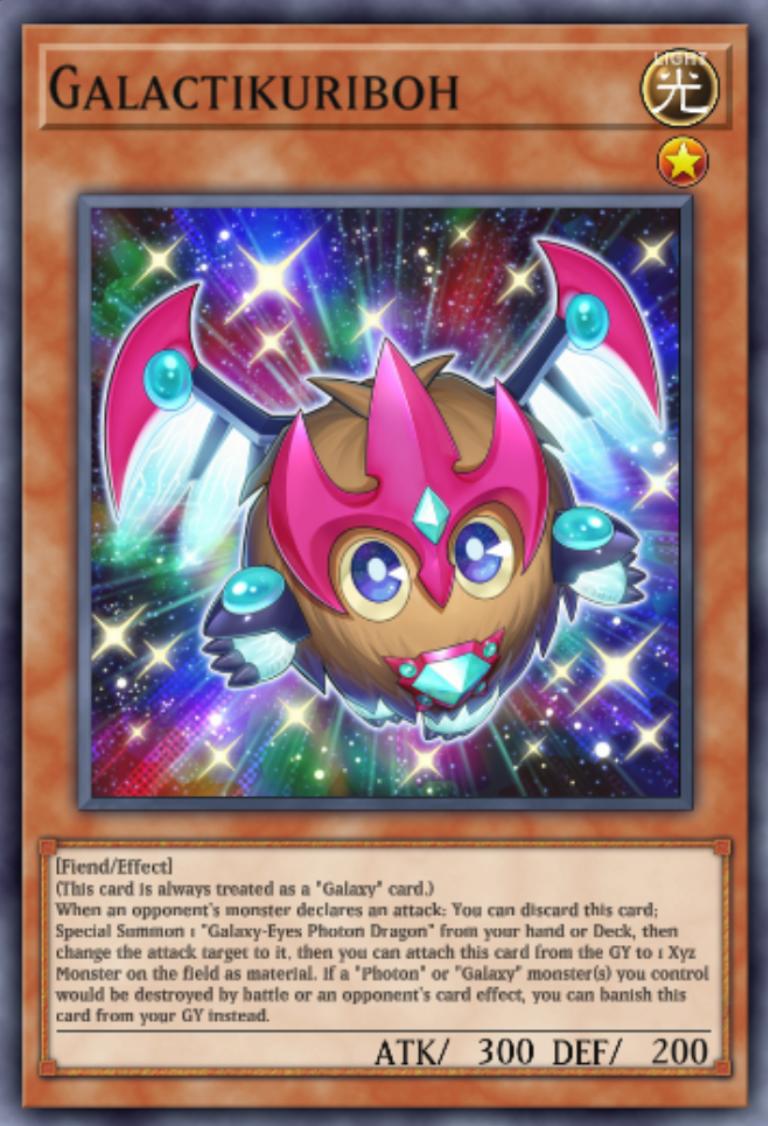 GALACTIKURIBOH
LIGHT
光
[Fiend/Effect]
(This card is always treated as a "Galaxy" card.)
When an opponent's monster declares an attack: You can discard this card;
Special Summon 1 "Galaxy-Eyes Photon Dragon" from your hand or Deck, then
change the attack target to it, then you can attach this card from the GY to 1 Xyz
Monster on the field as material. If a "Photon" or "Galaxy" monster(s) you control
would be destroyed by battle or an opponent's card effect, you can banish this
card from your GY instead.
ATK/ 300 DEF/ 200